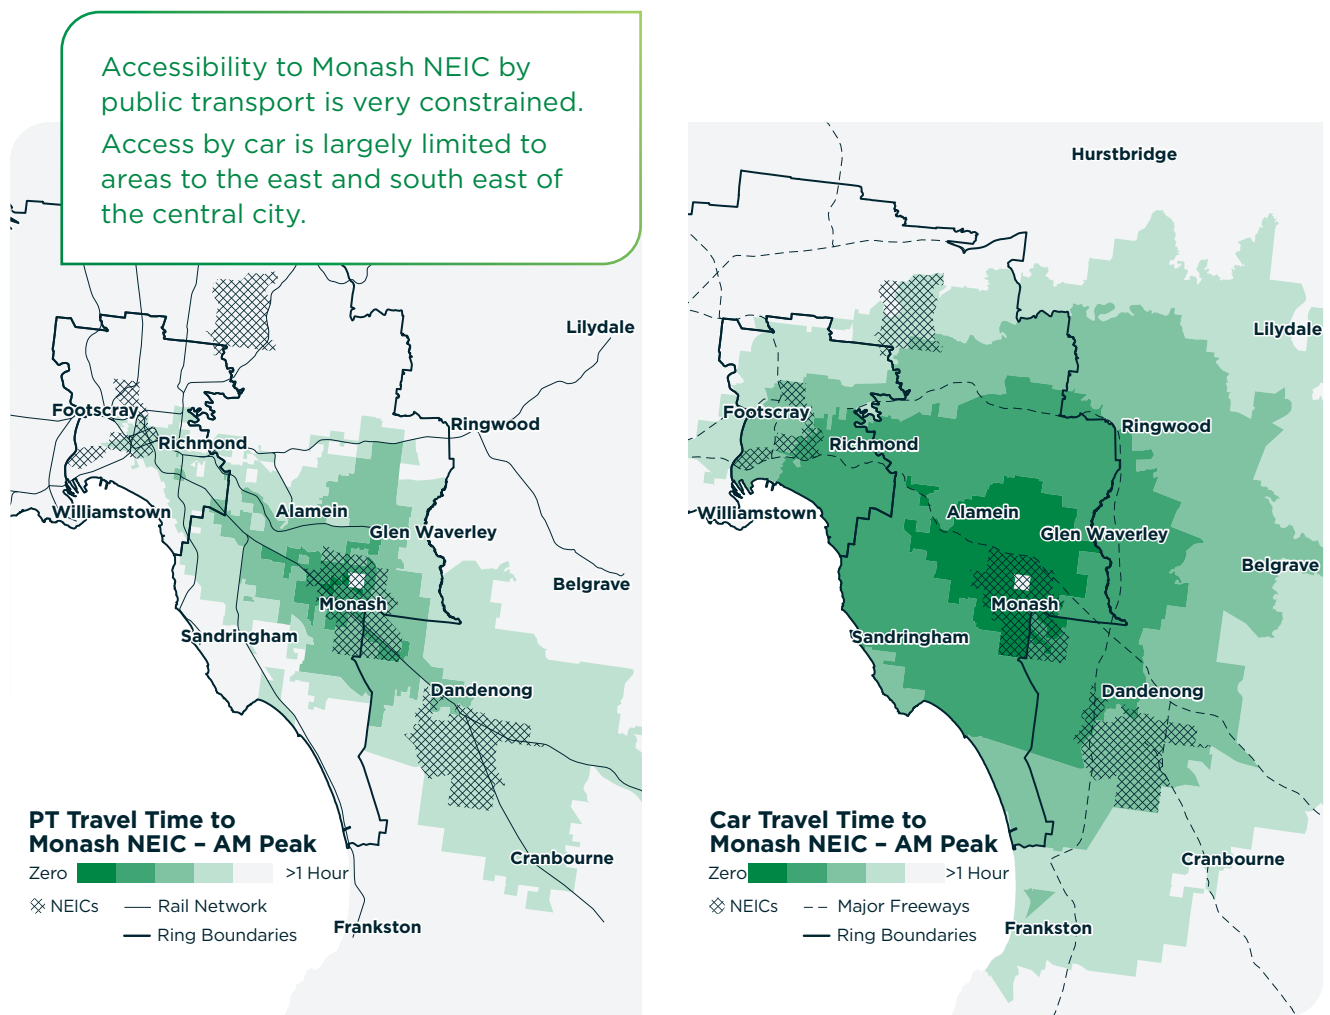 Accessibility to Monash NEIC by
public transport is very constrained.
Access by car is largely limited to
areas to the east and south east of
the central city.
Lilydale
Footscray
Ringwood
Richmond
Williamstown
Alamein
Glen Waverley
Belgrave
Monash
Sandringham
Dandenong
Cranbourne
Frankston
PT Travel Time to
Monash NEIC – AM Peak
Zero >1 Hour
NEICs Rail Network
Ring Boundaries
Hurstbridge
Lilydale
Footscray
Ringwood
Richmond
Williamstown
Alamein
Glen Waverley
Belgrave
Monash
Sandringham
Dandenong
Cranbourne
Frankston
Car Travel Time to
Monash NEIC – AM Peak
Zero >1 Hour
NEICs Major Freeways
Ring Boundaries